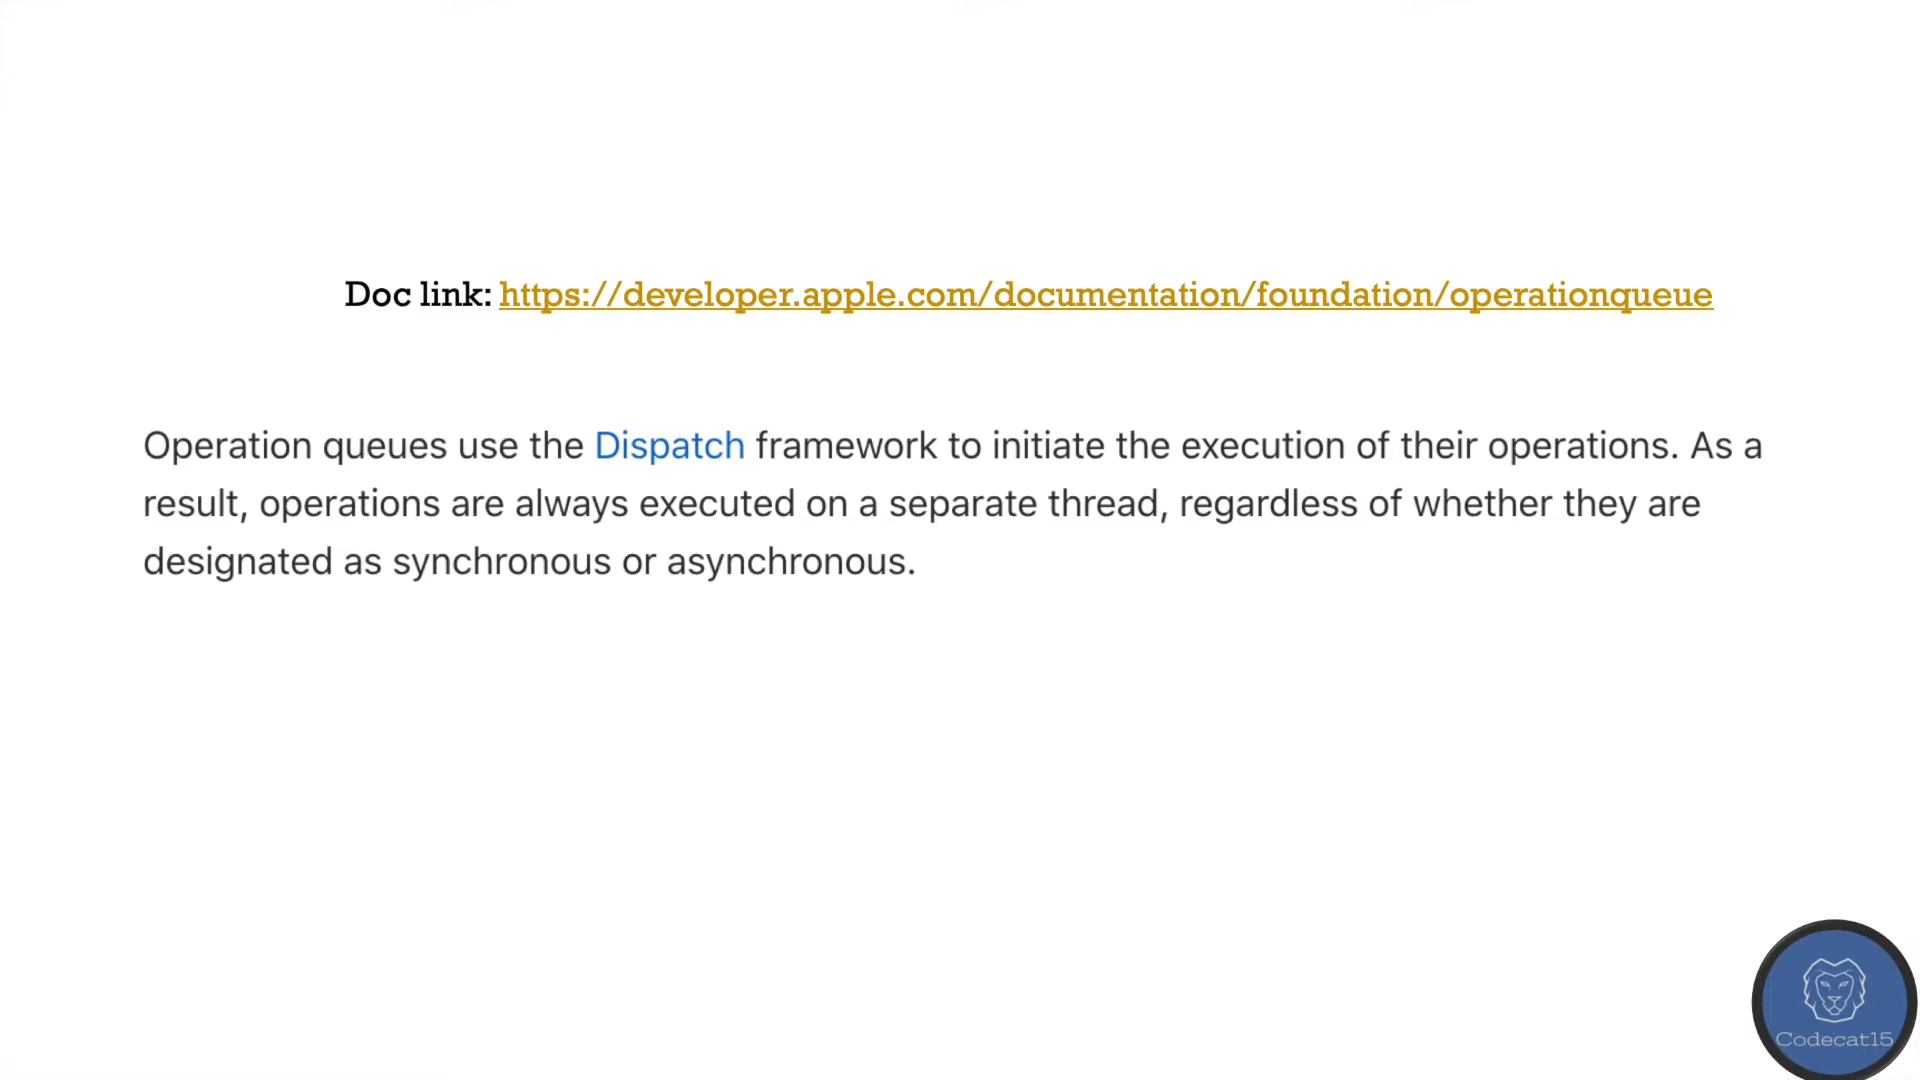 Doc link: https://developer.apple.com/documentation/foundation/operationqueue
Operation queues use the Dispatch framework to initiate the execution of their operations. As a
result, operations are always executed on a separate thread, regardless of whether they are
designated as synchronous or asynchronous.
Codecat15